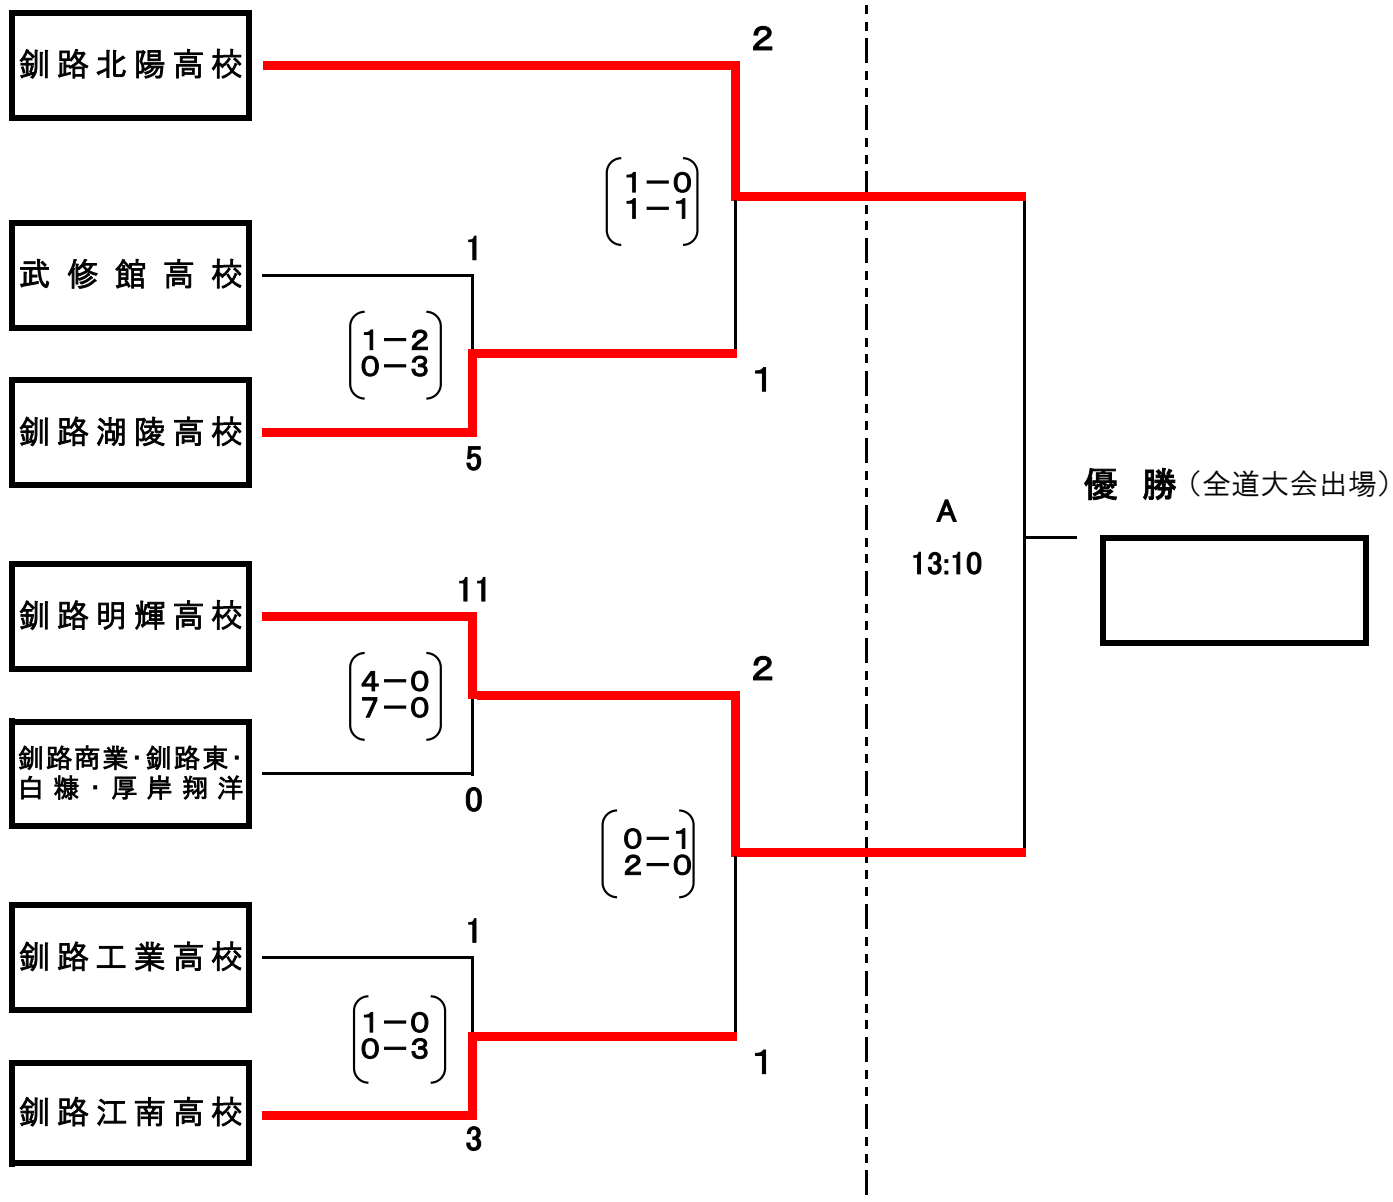 2
釧路北陽高校
1－0
1－1
1
武修館高校
1－2
0－3
1
釧路湖陵高校
5
優勝（全道大会出場）
A
13:10
11
釧路明輝高校
2
4－0
7－0
釧路商業・釧路東・
白糠・厚岸翔洋
0
0－1
2－0
1
釧路工業高校
1－0
0－3
1
釧路江南高校
3